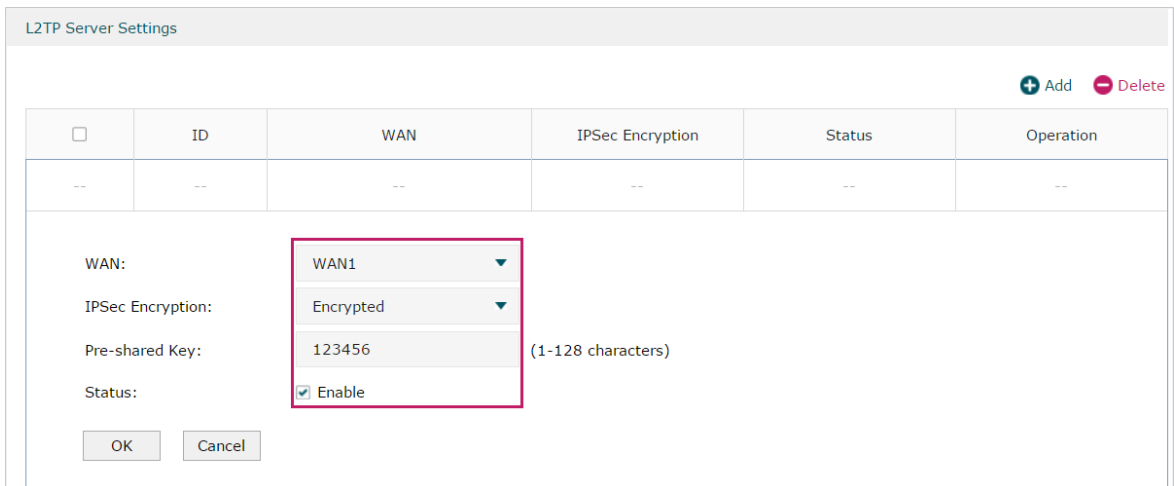 L2TP Server Settings
Add Delete
ID WAN IPSec Encryption Status Operation
-- -- -- -- -- --
WAN: WAN1
IPSec Encryption: Encrypted
Pre-shared Key: 123456 (1-128 characters)
Status: Enable
OK Cancel